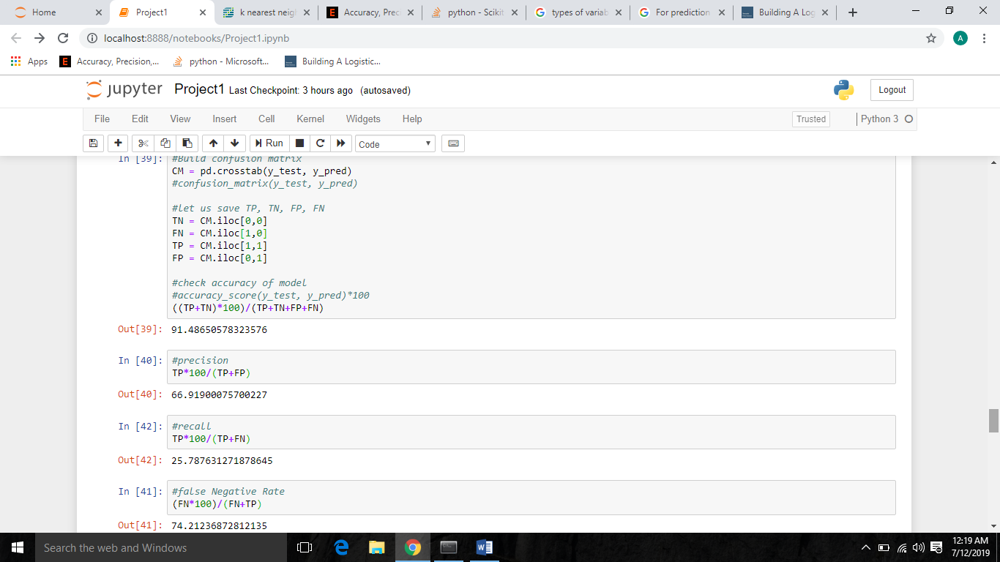 Home
Project1
k nearest neigh
Accuracy, Prec
python - Scikit
types of variab
For prediction
Building A Log
localhost:8888/notebooks/Project1.ipynb
A
Apps
Accuracy, Precision,...
python - Microsoft...
Building A Logistic...
jupyter Project1 Last Checkpoint: 3 hours ago (autosaved)
Logout
File Edit View Insert Cell Kernel Widgets Help
Trusted
Python 3
Run
Code
In [39]: #Build confusion matrix
CM = pd.crosstab(y_test, y_pred)
#confusion_matrix(y_test, y_pred)
#let us save TP, TN, FP, FN
TN = CM.iloc[0,0]
FN = CM.iloc[1,0]
TP = CM.iloc[1,1]
FP = CM.iloc[0,1]
#check accuracy of model
#accuracy_score(y_test, y_pred)*100
((TP+TN)*100)/(TP+TN+FP+FN)
Out[39]: 91.48650578323576
In [40]: #precision
TP*100/(TP+FP)
Out[40]: 66.91900075700227
In [42]: #recall
TP*100/(TP+FN)
Out[42]: 25.787631271878645
In [41]: #false Negative Rate
(FN*100)/(FN+TP)
Out[41]: 74.21236872812135
Search the web and Windows
12:19 AM
7/12/2019